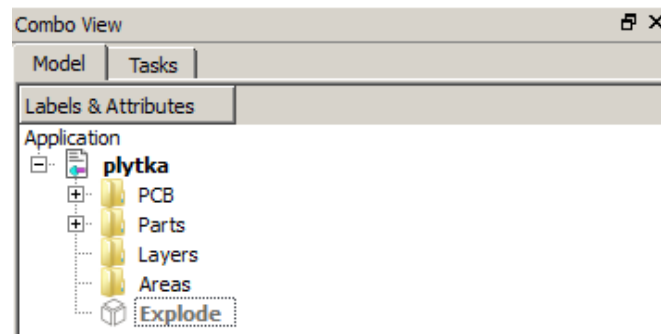 Combo View
Model Tasks
Labels & Attributes
Application
plytka
PCB
Parts
Layers
Areas
Explode